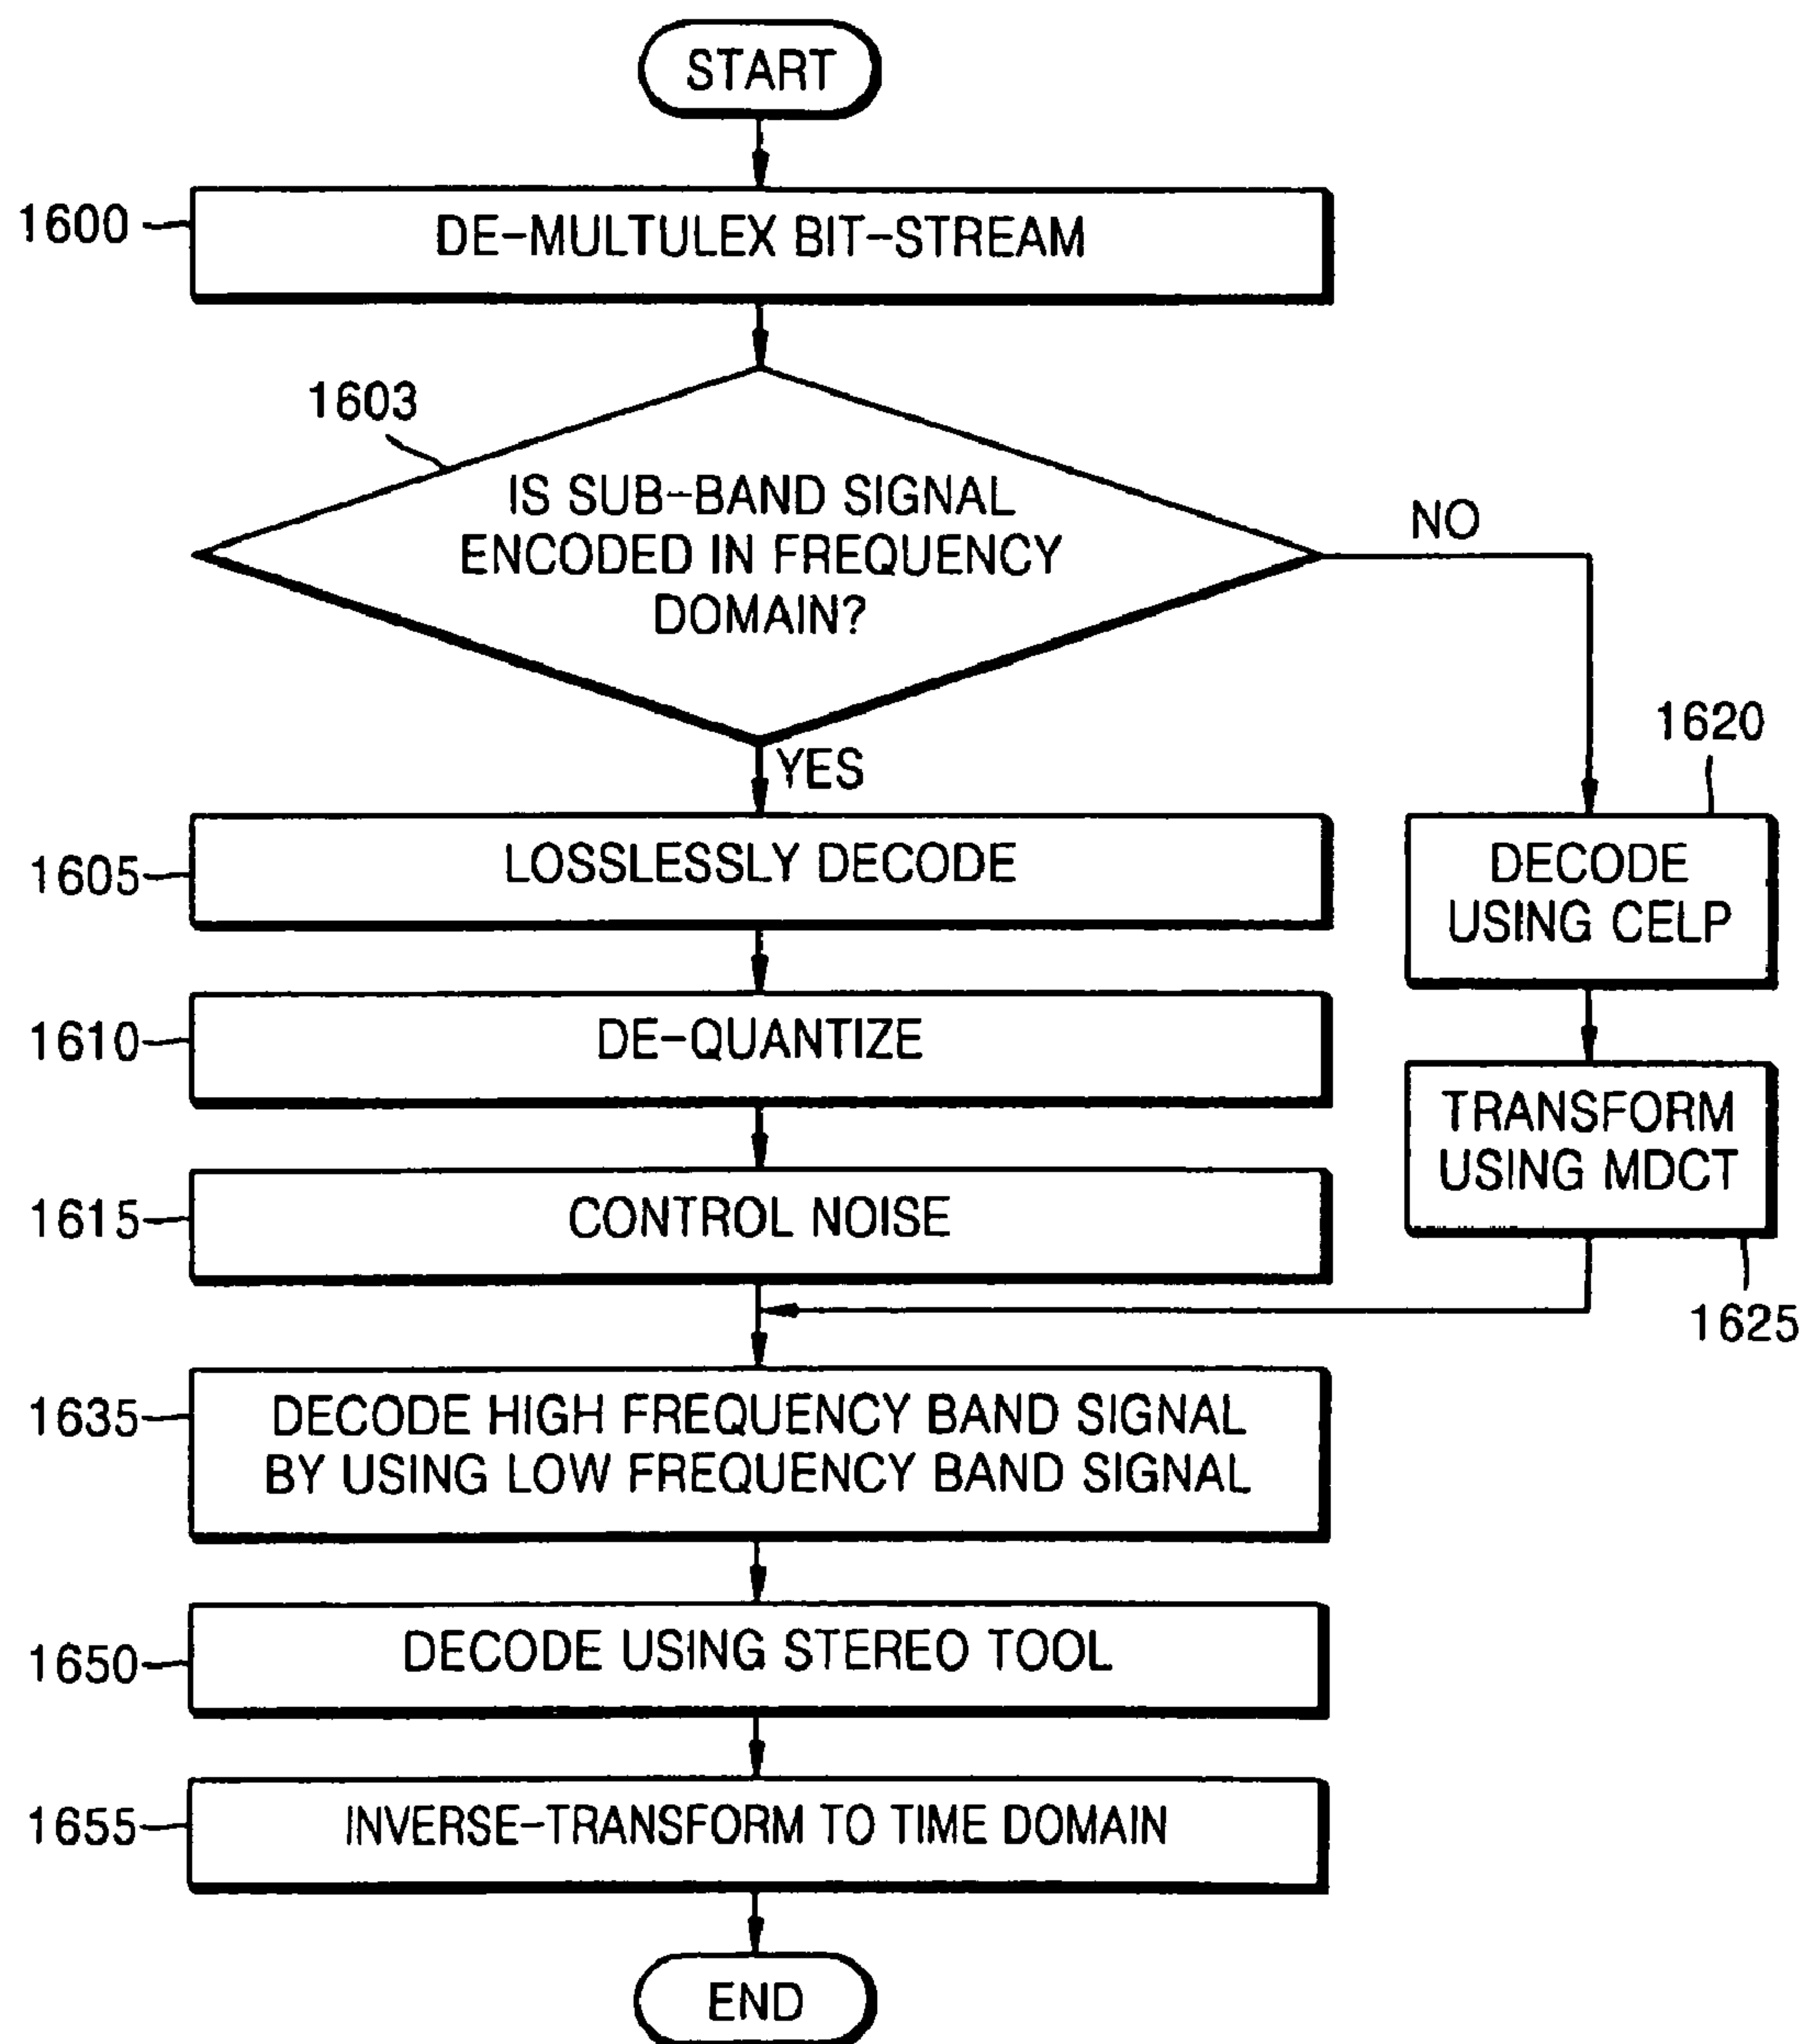 START
1600
DE-MULTULEX BIT-STREAM
1603
IS SUB-BAND SIGNAL
ENCODED IN FREQUENCY
DOMAIN?
NO
YES
1620
1605
LOSSLESSLY DECODE
DECODE
USING CELP
1610
DE-QUANTIZE
TRANSFORM
USING MDCT
1615
CONTROL NOISE
1625
1635
DECODE HIGH FREQUENCY BAND SIGNAL
BY USING LOW FREQUENCY BAND SIGNAL
1650
DECODE USING STEREO TOOL
1655
INVERSE-TRANSFORM TO TIME DOMAIN
END